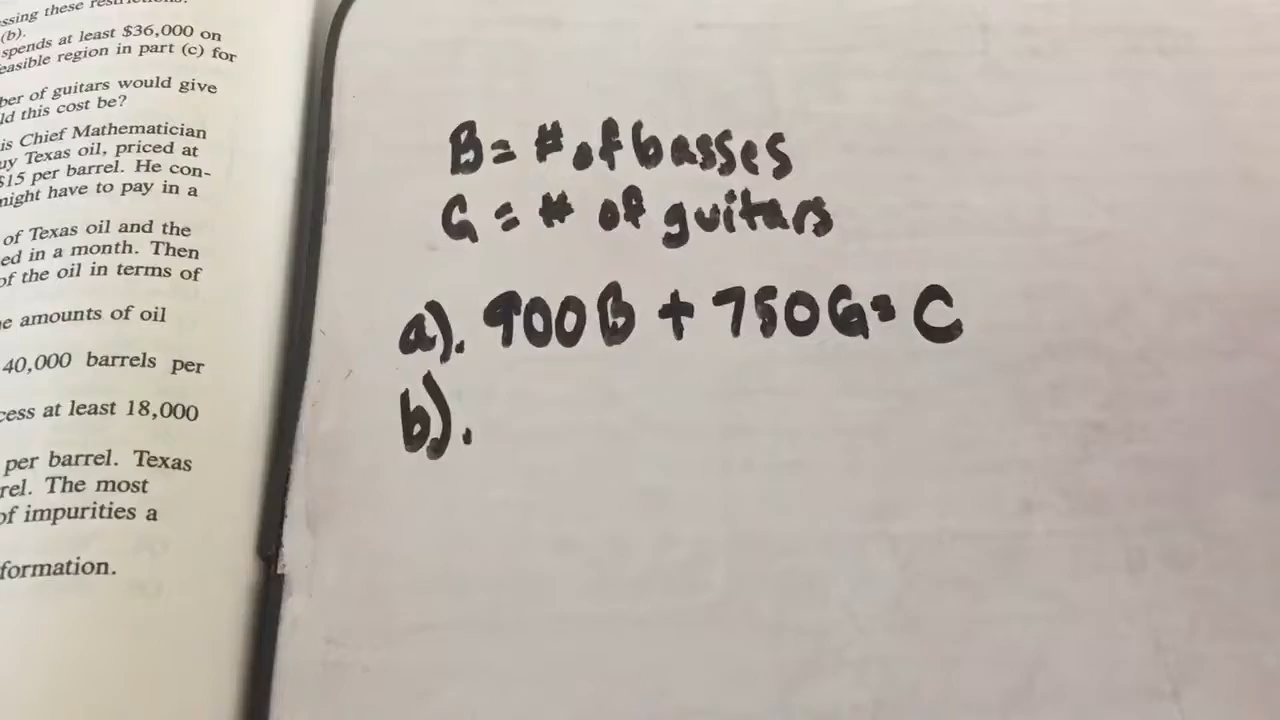 ssing these
(b).
spends at least $36,000 on
easible region in part (c) for
ber of guitars would give
ld this cost be?
is Chief Mathematician
uy Texas oil, priced at
$15 per barrel. He con-
might have to pay in a
of Texas oil and the
ed in a month. Then
of the oil in terms of
e amounts of oil
40,000 barrels per
cess at least 18,000
per barrel. Texas
rel. The most
of impurities a
formation.
B = # of basses
G = # of guitars
a). 900B + 750G = C
b).